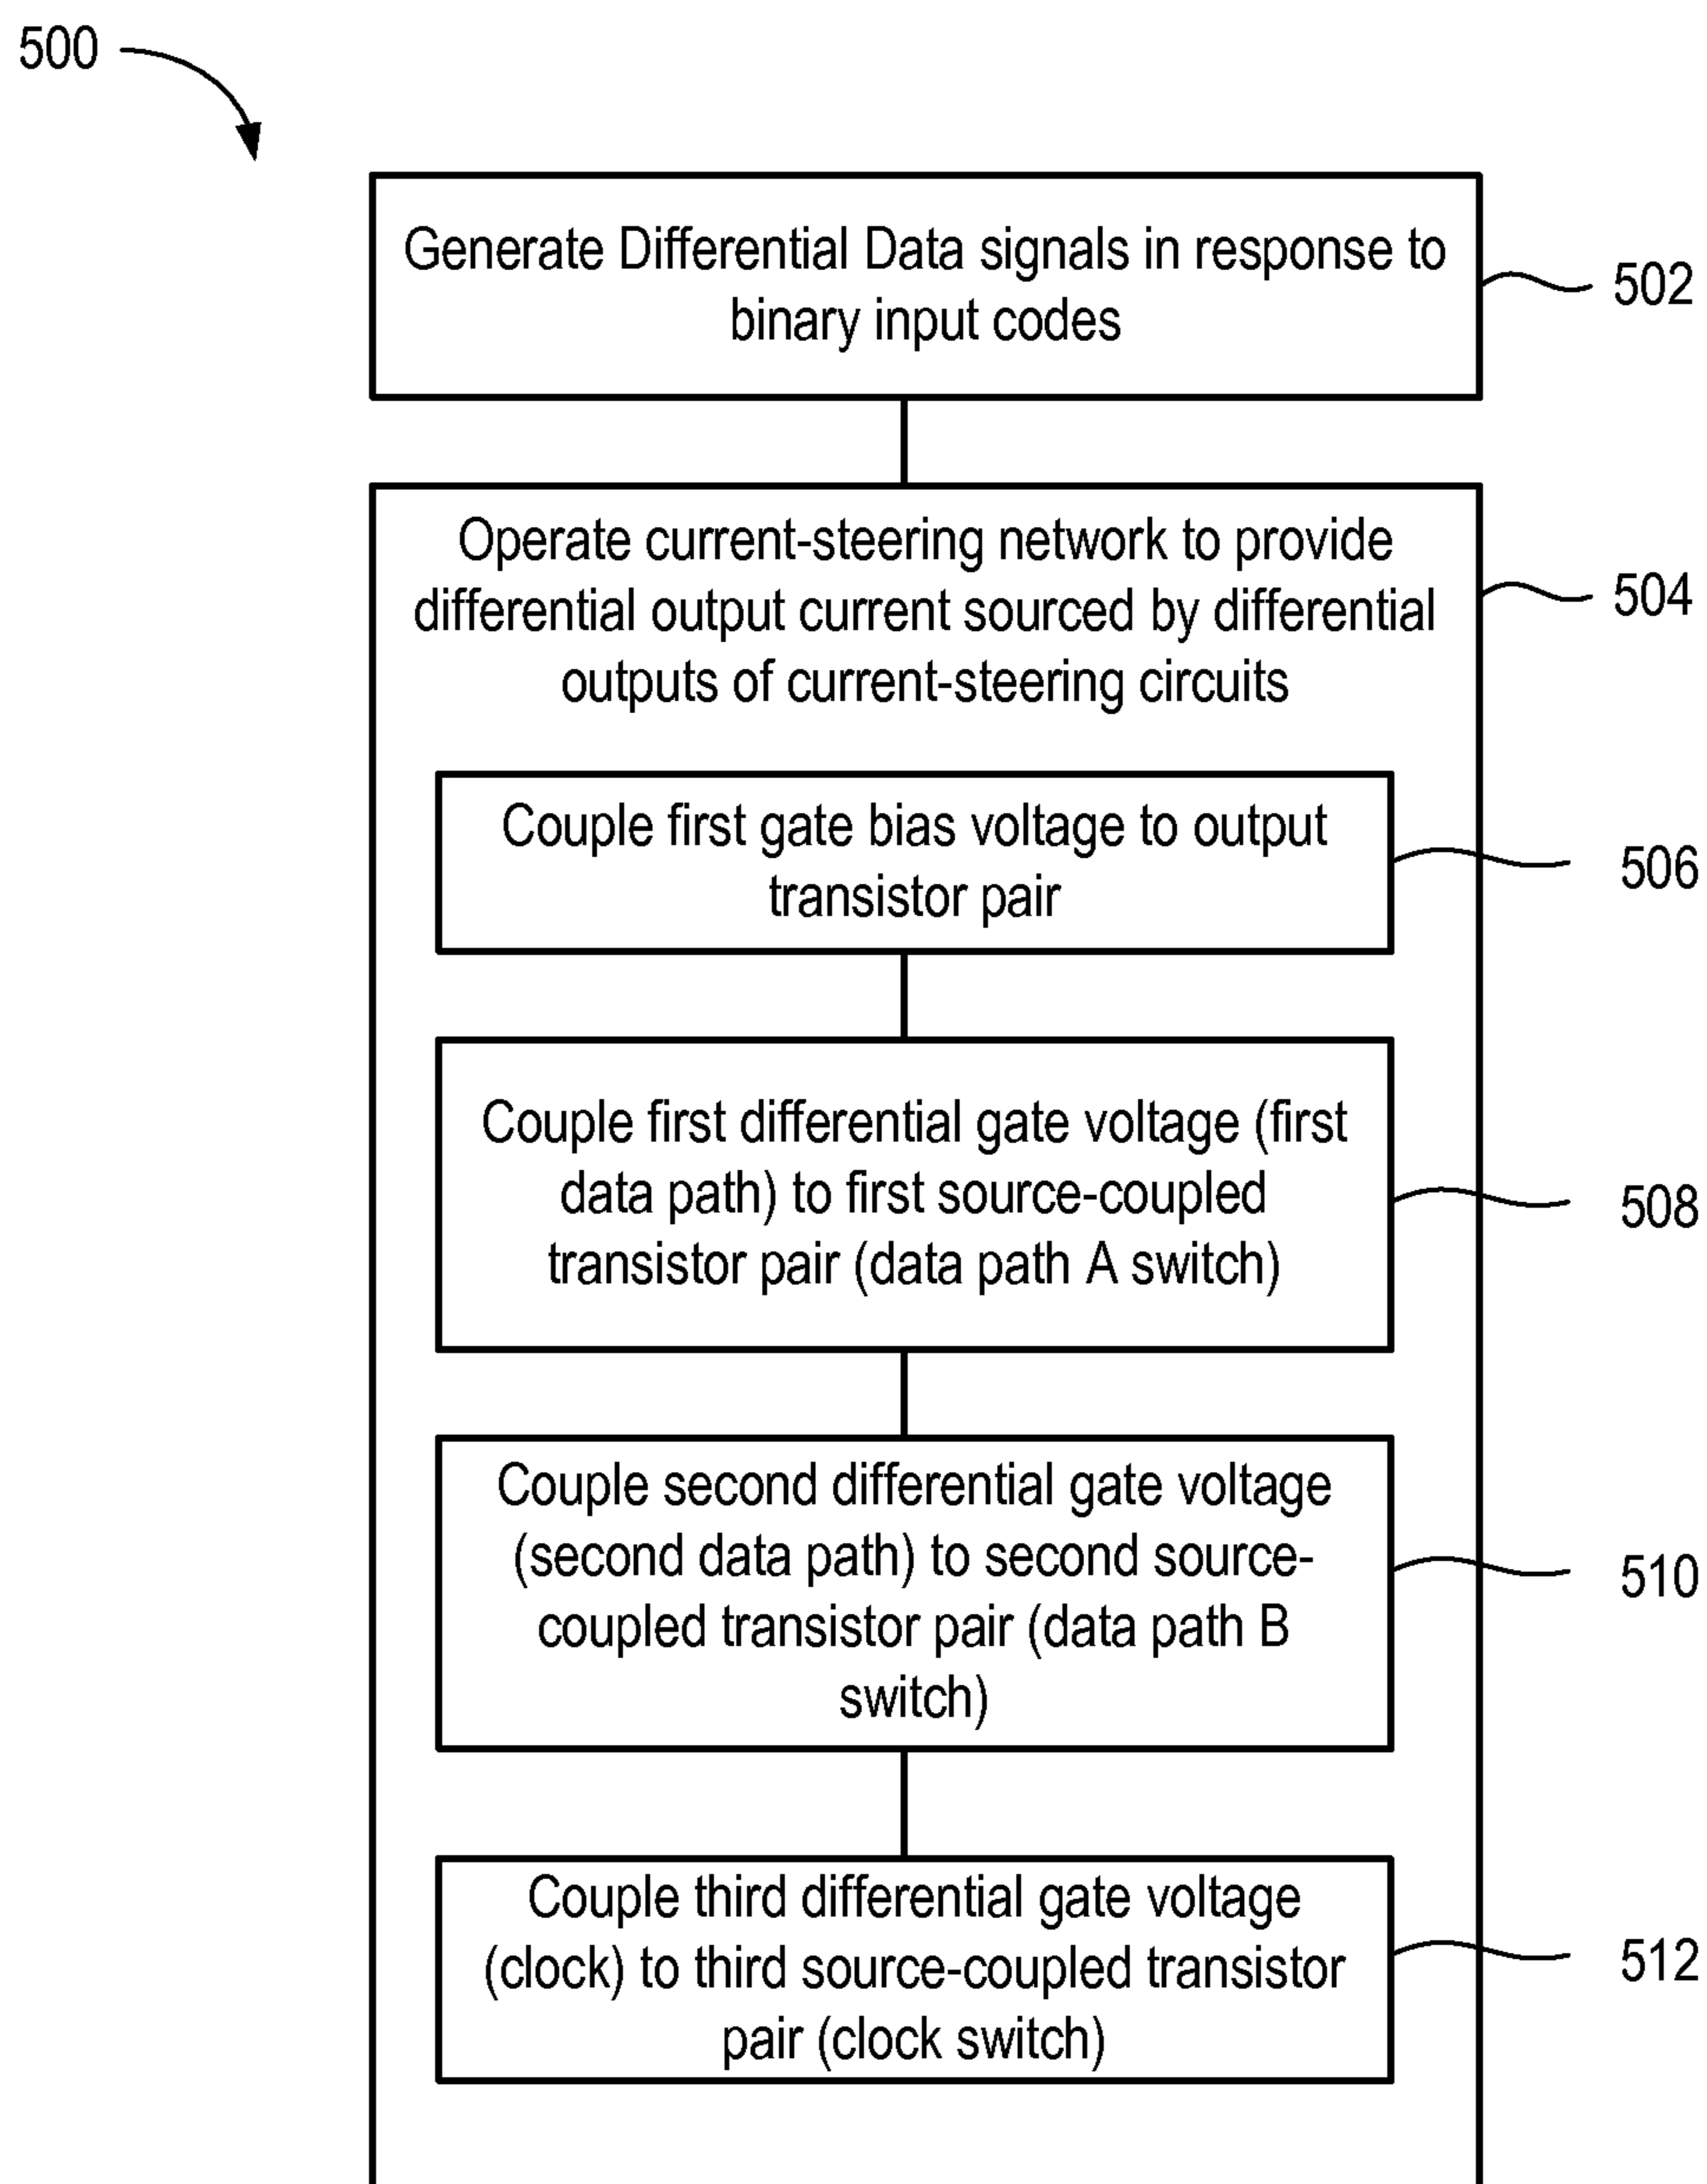 500
Generate Differential Data signals in response to
binary input codes
502
Operate current-steering network to provide
differential output current sourced by differential
outputs of current-steering circuits
504
Couple first gate bias voltage to output
transistor pair
506
Couple first differential gate voltage (first
data path) to first source-coupled
transistor pair (data path A switch)
508
Couple second differential gate voltage
(second data path) to second source-
coupled transistor pair (data path B
switch)
510
Couple third differential gate voltage
(clock) to third source-coupled transistor
pair (clock switch)
512